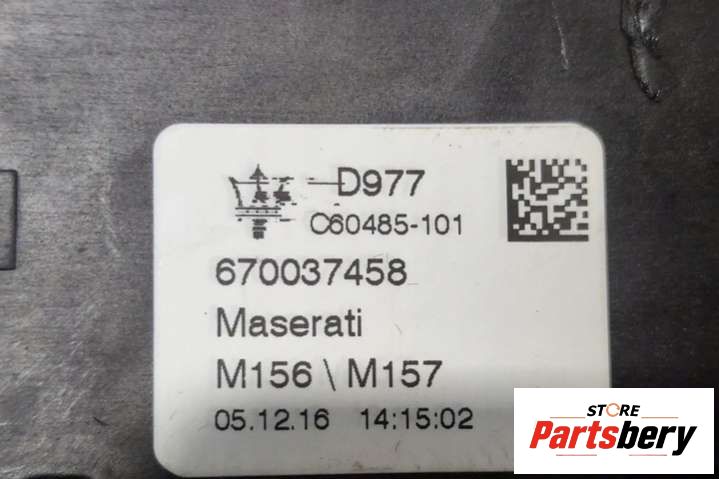 D977
C60485-101
670037458
Maserati
M156 \ M157
05.12.16 14:15:02
STORE
Partsbery